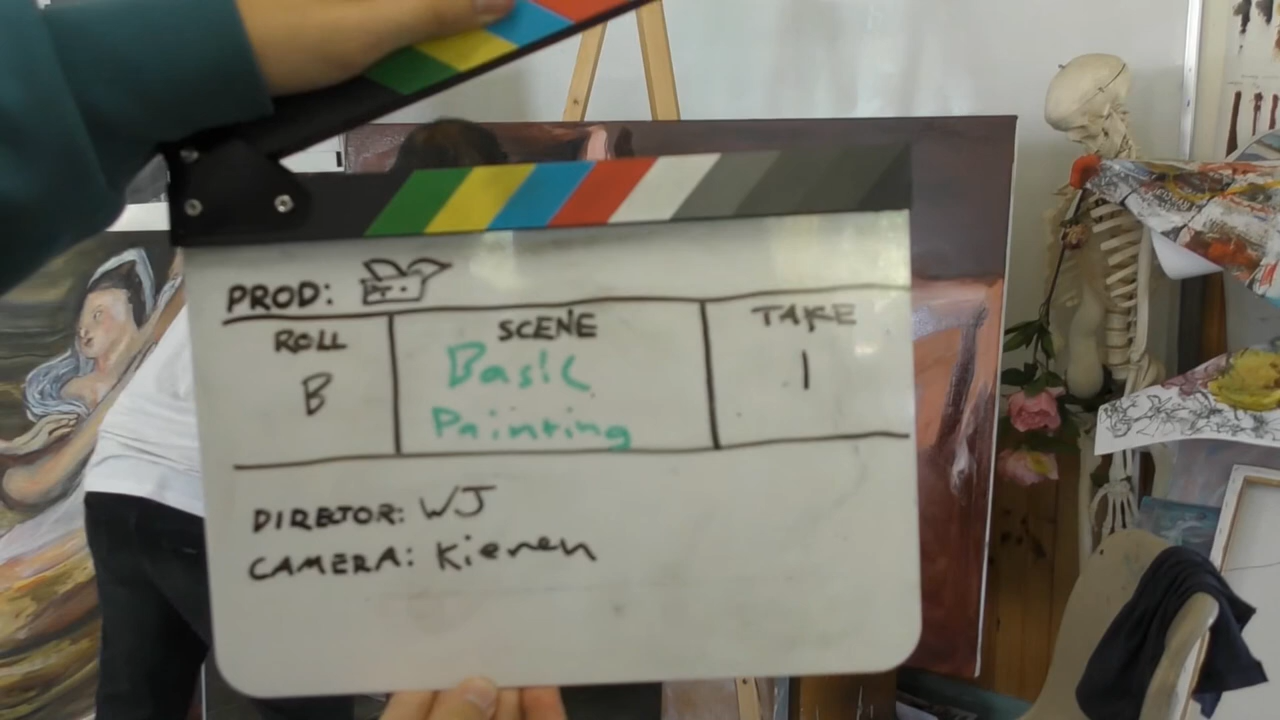 PROD:
ROLL SCENE TAKE
B Basic 1
Painting
DIRECTOR: WJ
CAMERA: Kieren